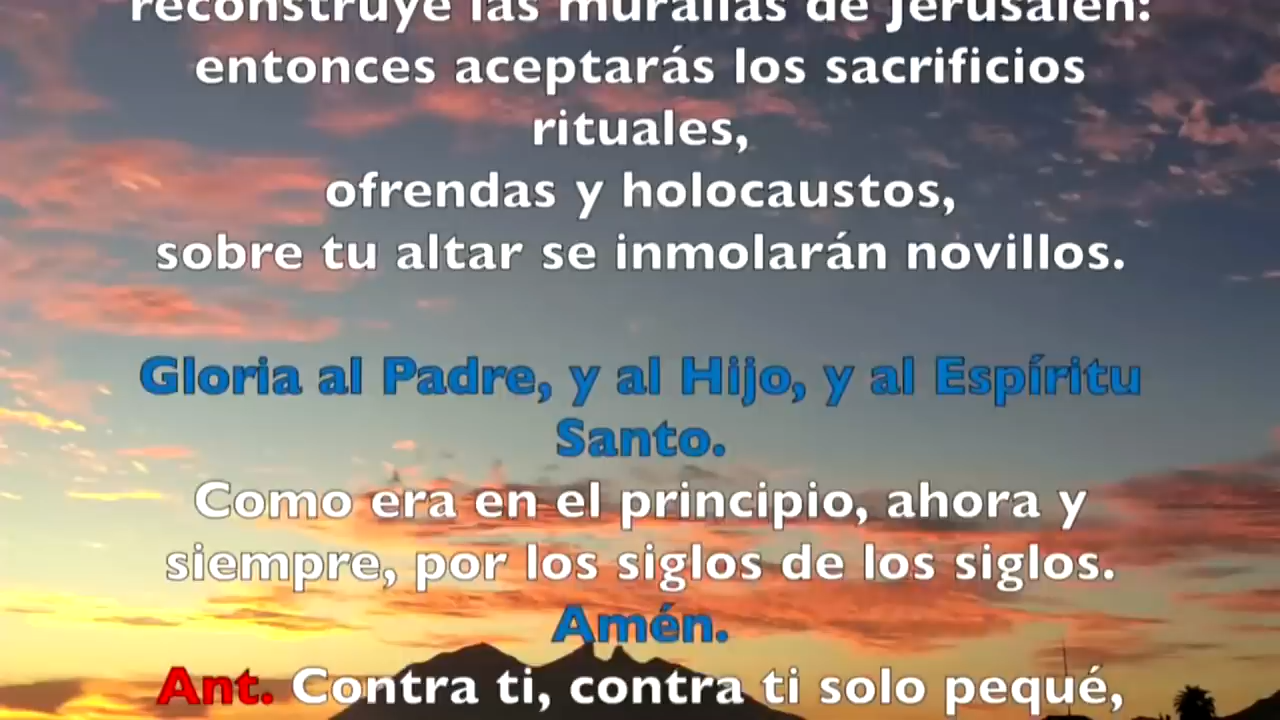 reconstruye las murallas de Jerusalén:
entonces aceptarás los sacrificios
rituales,
ofrendas y holocaustos,
sobre tu altar se inmolarán novillos.
Gloria al Padre, y al Hijo, y al Espíritu
Santo.
Como era en el principio, ahora y
siempre, por los siglos de los siglos.
Amén.
Ant. Contra ti, contra ti solo pequé,